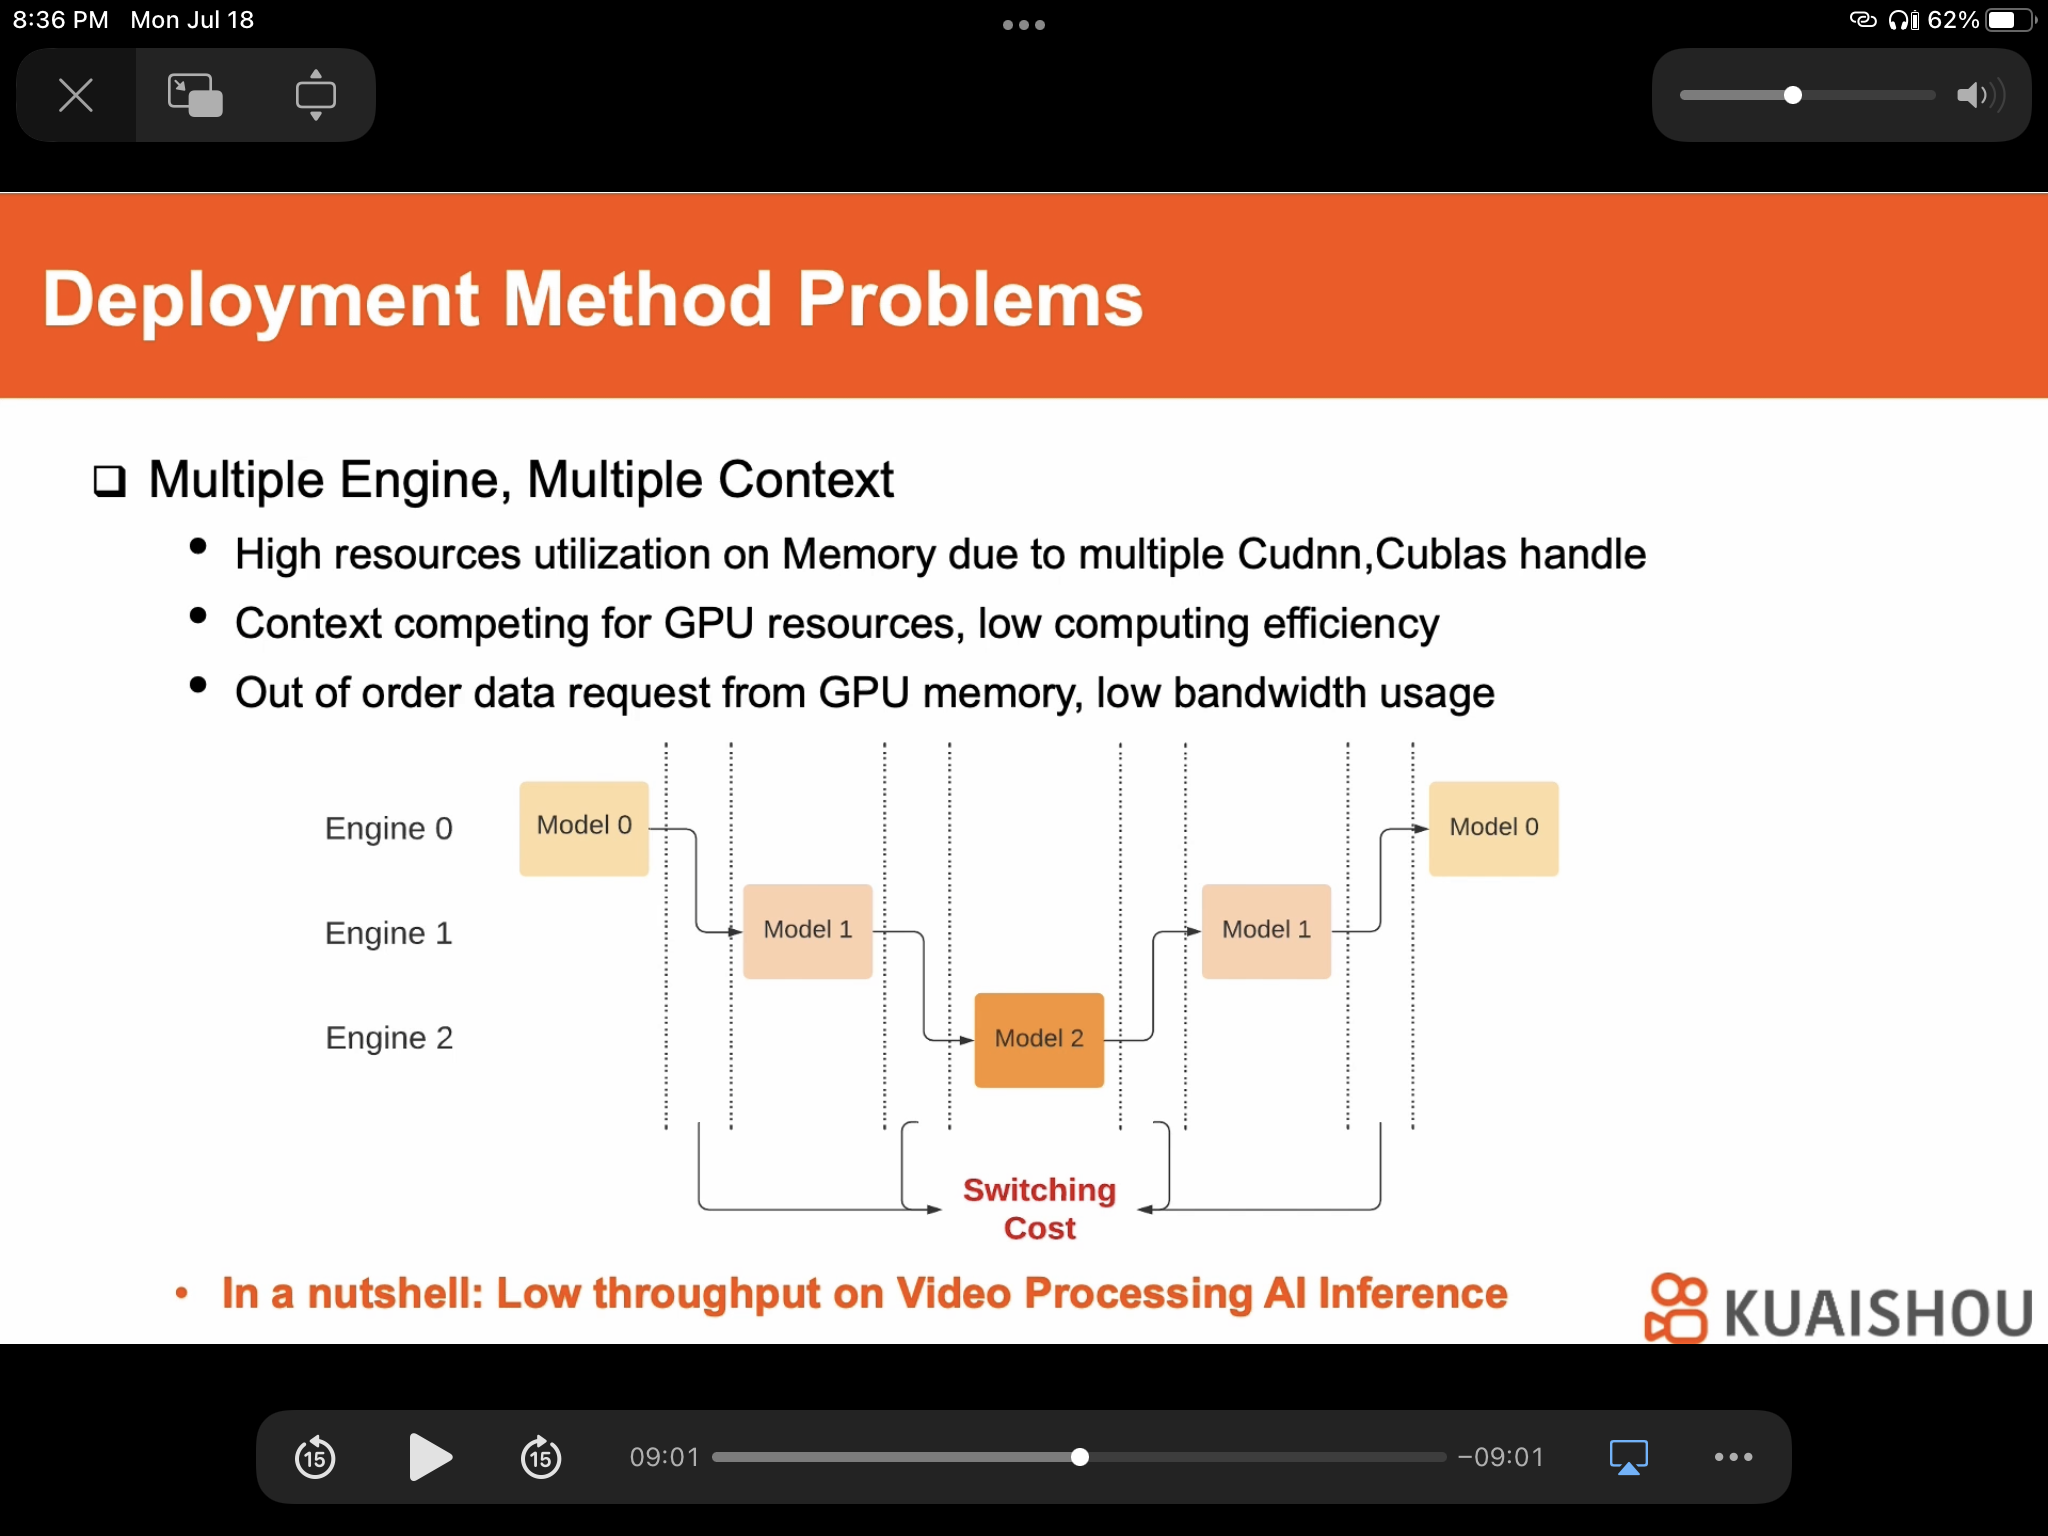 8:36 PM Mon Jul 18
62%
Deployment Method Problems
Multiple Engine, Multiple Context
• High resources utilization on Memory due to multiple Cudnn,Cublas handle
• Context competing for GPU resources, low computing efficiency
• Out of order data request from GPU memory, low bandwidth usage
Engine 0 Model 0 Model 0
Engine 1 Model 1 Model 1
Engine 2 Model 2
Switching
Cost
• In a nutshell: Low throughput on Video Processing AI Inference
KUAISHOU
15 15 09:01 −09:01